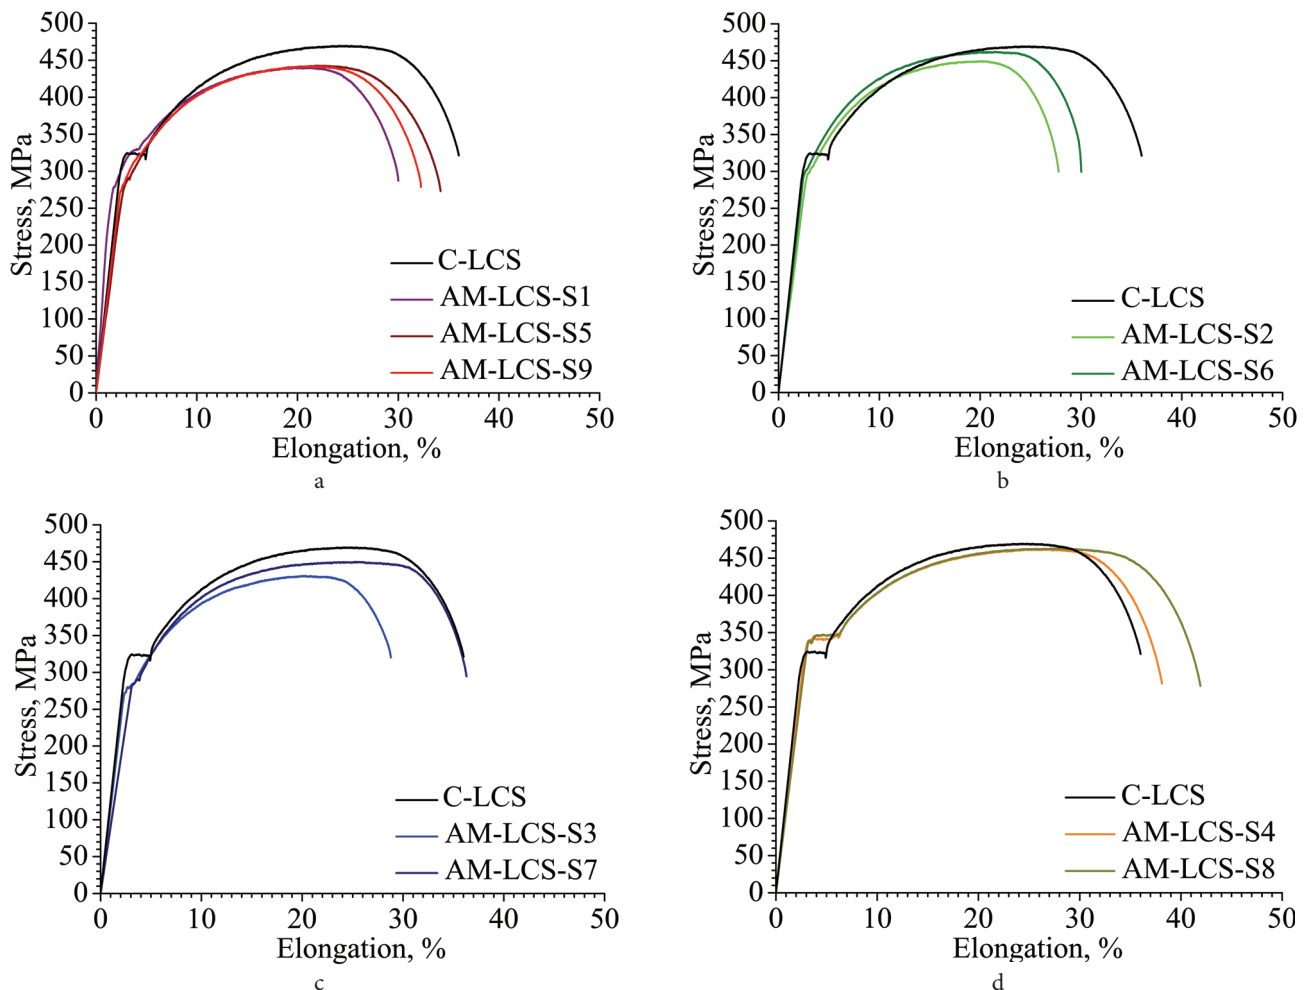 500
450
400
350
300
250
200
150
100
50
0
Stress, MPa
0 10 20 30 40 50
Elongation, %
C-LCS
AM-LCS-S1
AM-LCS-S5
AM-LCS-S9
a
500
450
400
350
300
250
200
150
100
50
0
Stress, MPa
0 10 20 30 40 50
Elongation, %
C-LCS
AM-LCS-S2
AM-LCS-S6
b
500
450
400
350
300
250
200
150
100
50
0
Stress, MPa
0 10 20 30 40 50
Elongation, %
C-LCS
AM-LCS-S3
AM-LCS-S7
c
500
450
400
350
300
250
200
150
100
50
0
Stress, MPa
0 10 20 30 40 50
Elongation, %
C-LCS
AM-LCS-S4
AM-LCS-S8
d